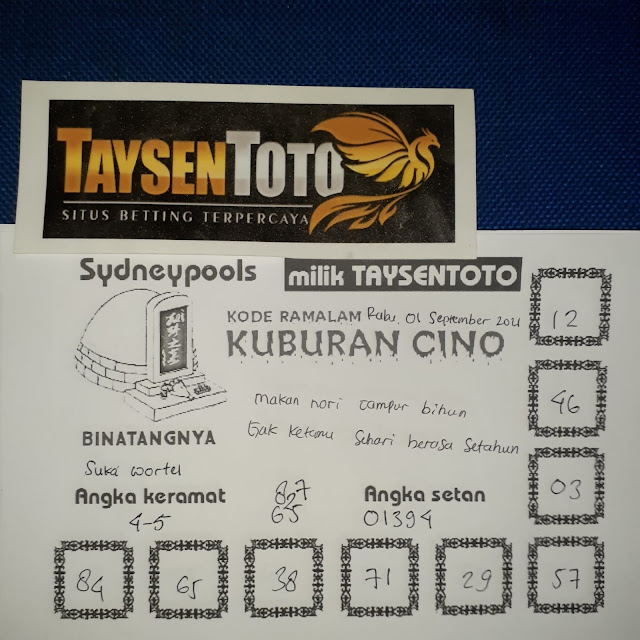 TAYSENTOTO
SITUS BETTING TERPERCAYA
Sydneypools milik TAYSENTOTO
KODE RAMALAM Rabu, 01 September 2021
KUBURAN CINO
12
Makan nori campur bihun
46
Gak ketemu sehari berasa setahun
BINATANGNYA
Suka wortel
03
Angka keramat 827 Angka setan
4-5 65 01394
84 65 38 71 29 57